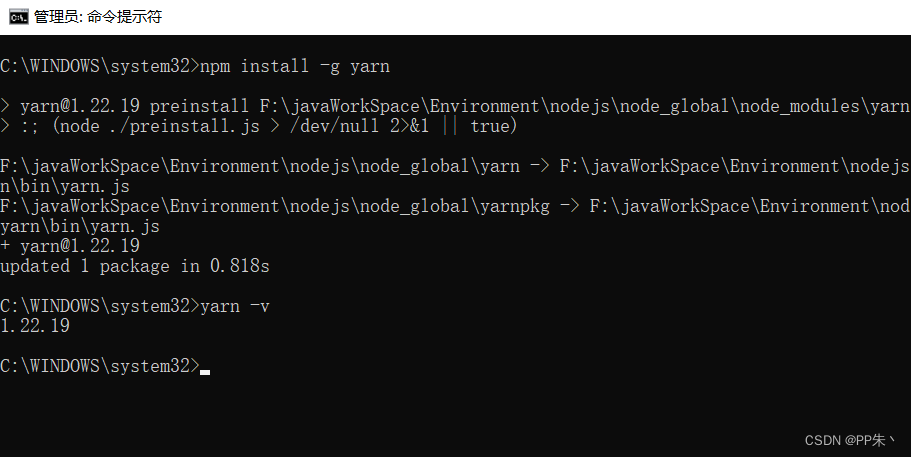 管理员: 命令提示符
C:\WINDOWS\system32>npm install -g yarn
> yarn@1.22.19 preinstall F:\javaWorkSpace\Environment\nodejs\node_global\node_modules\yarn
> :; (node ./preinstall.js > /dev/null 2>&1 || true)
F:\javaWorkSpace\Environment\nodejs\node_global\yarn -> F:\javaWorkSpace\Environment\nodejs
n\bin\yarn.js
F:\javaWorkSpace\Environment\nodejs\node_global\yarnpkg -> F:\javaWorkSpace\Environment\nod
yarn\bin\yarn.js
+ yarn@1.22.19
updated 1 package in 0.818s
C:\WINDOWS\system32>yarn -v
1.22.19
C:\WINDOWS\system32>
CSDN @PP朱丶